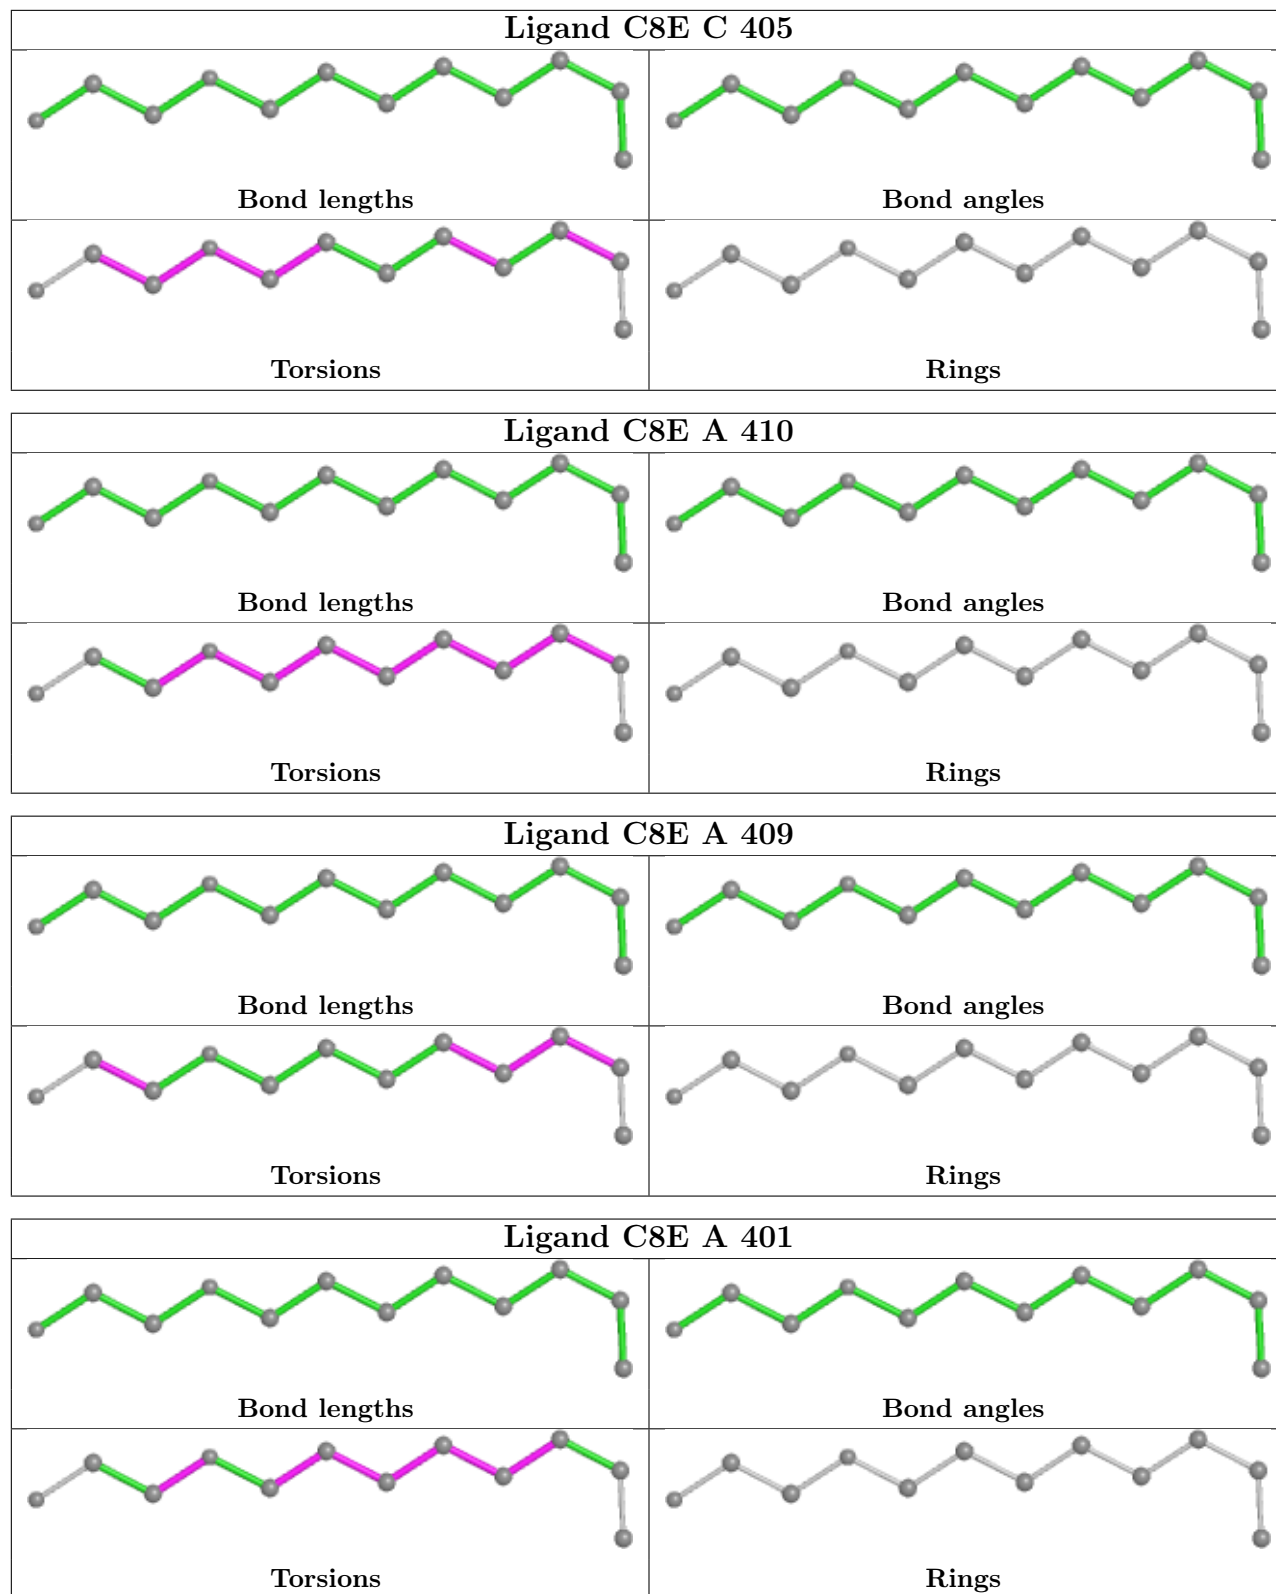 Ligand C8E C 405
Bond lengths
Bond angles
Torsions
Rings
Ligand C8E A 410
Bond lengths
Bond angles
Torsions
Rings
Ligand C8E A 409
Bond lengths
Bond angles
Torsions
Rings
Ligand C8E A 401
Bond lengths
Bond angles
Torsions
Rings